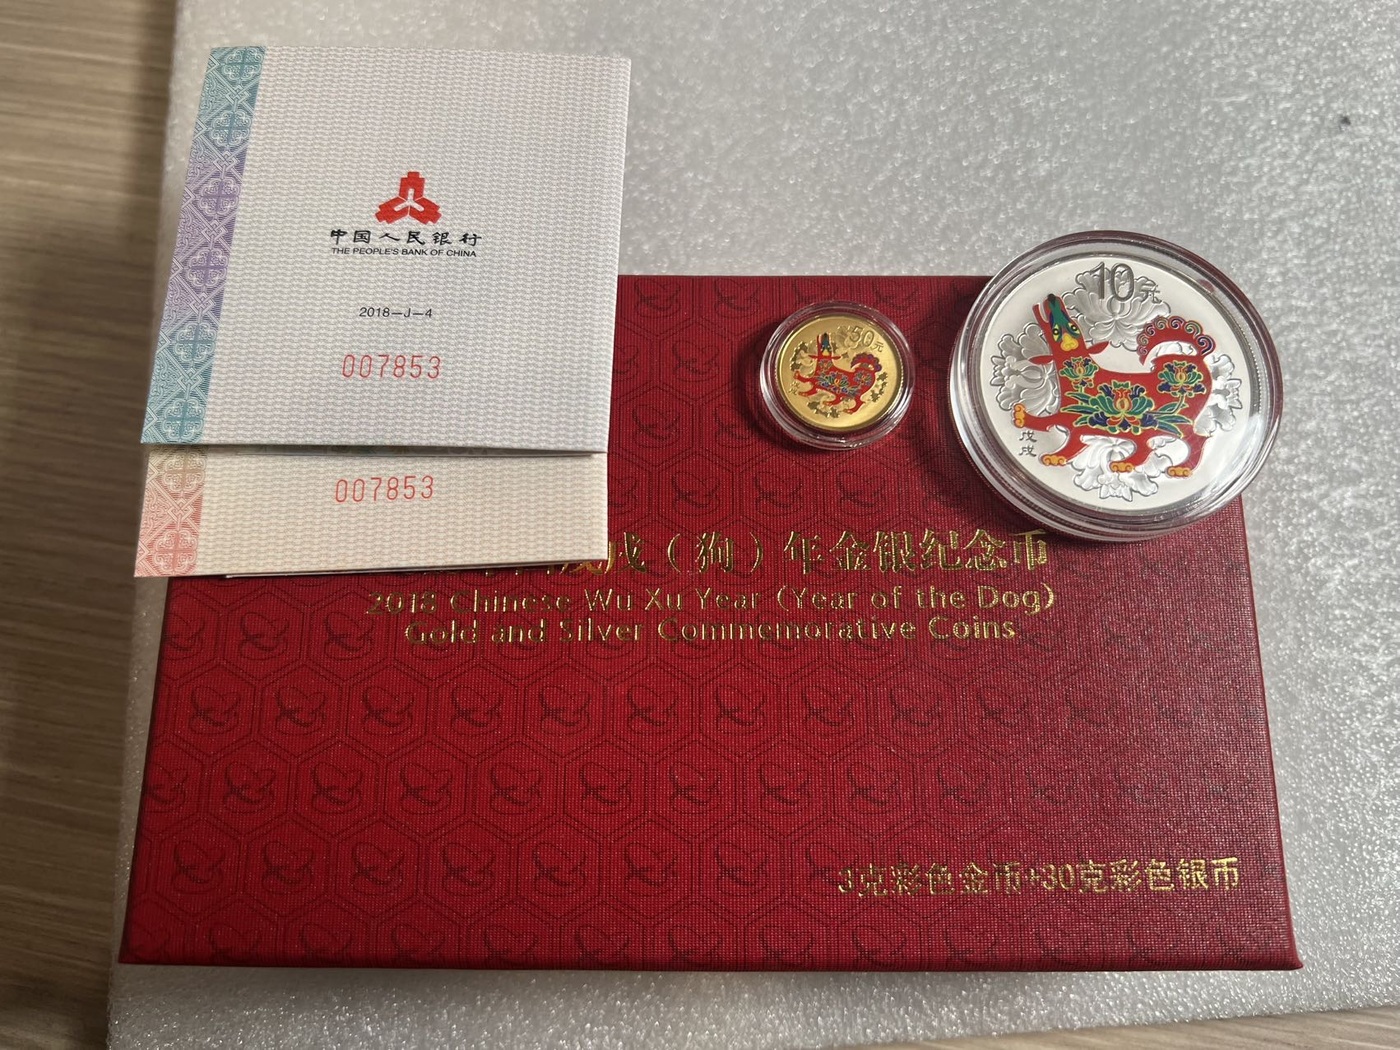 中国人民银行
THE PEOPLE'S BANK OF CHINA
2018—J—4
007853
007853
50元
10元
戊戌
戊戌（狗）年金银纪念币
2018 Chinese Wu Xu Year (Year of the Dog)
Gold and Silver Commemorative Coins
3克彩色金币+30克彩色银币